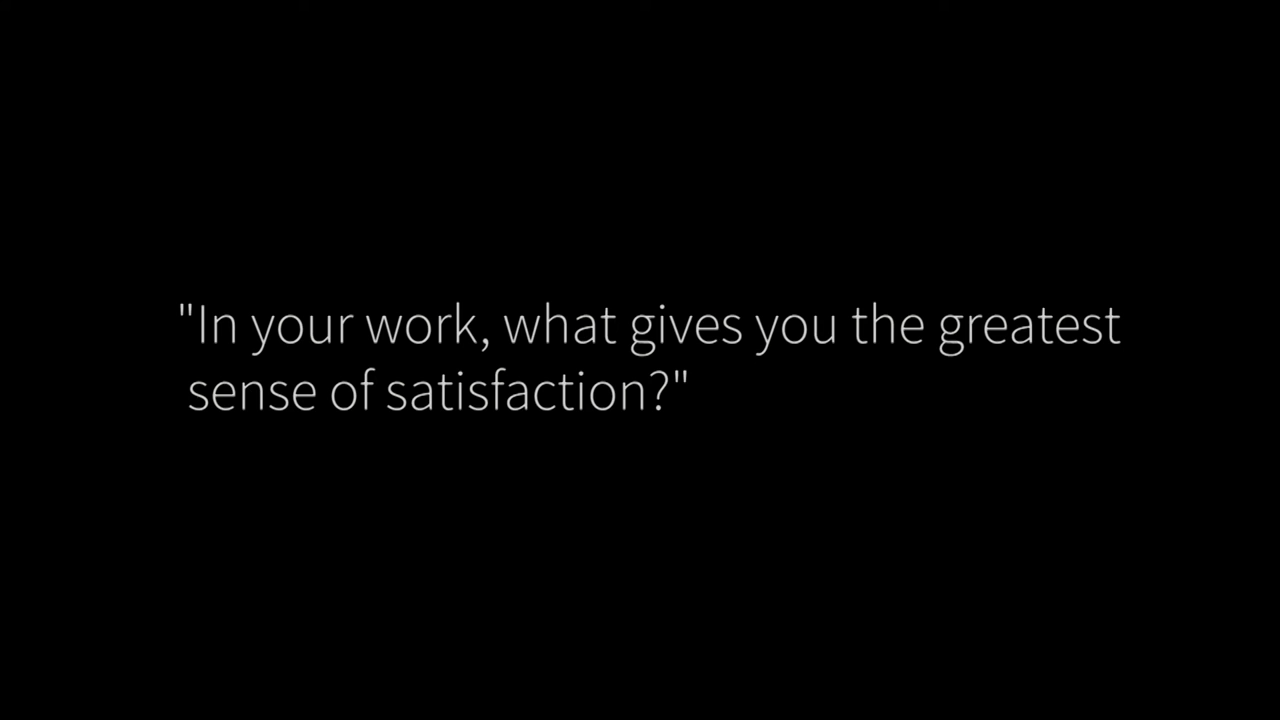 "In your work, what gives you the greatest
sense of satisfaction?"